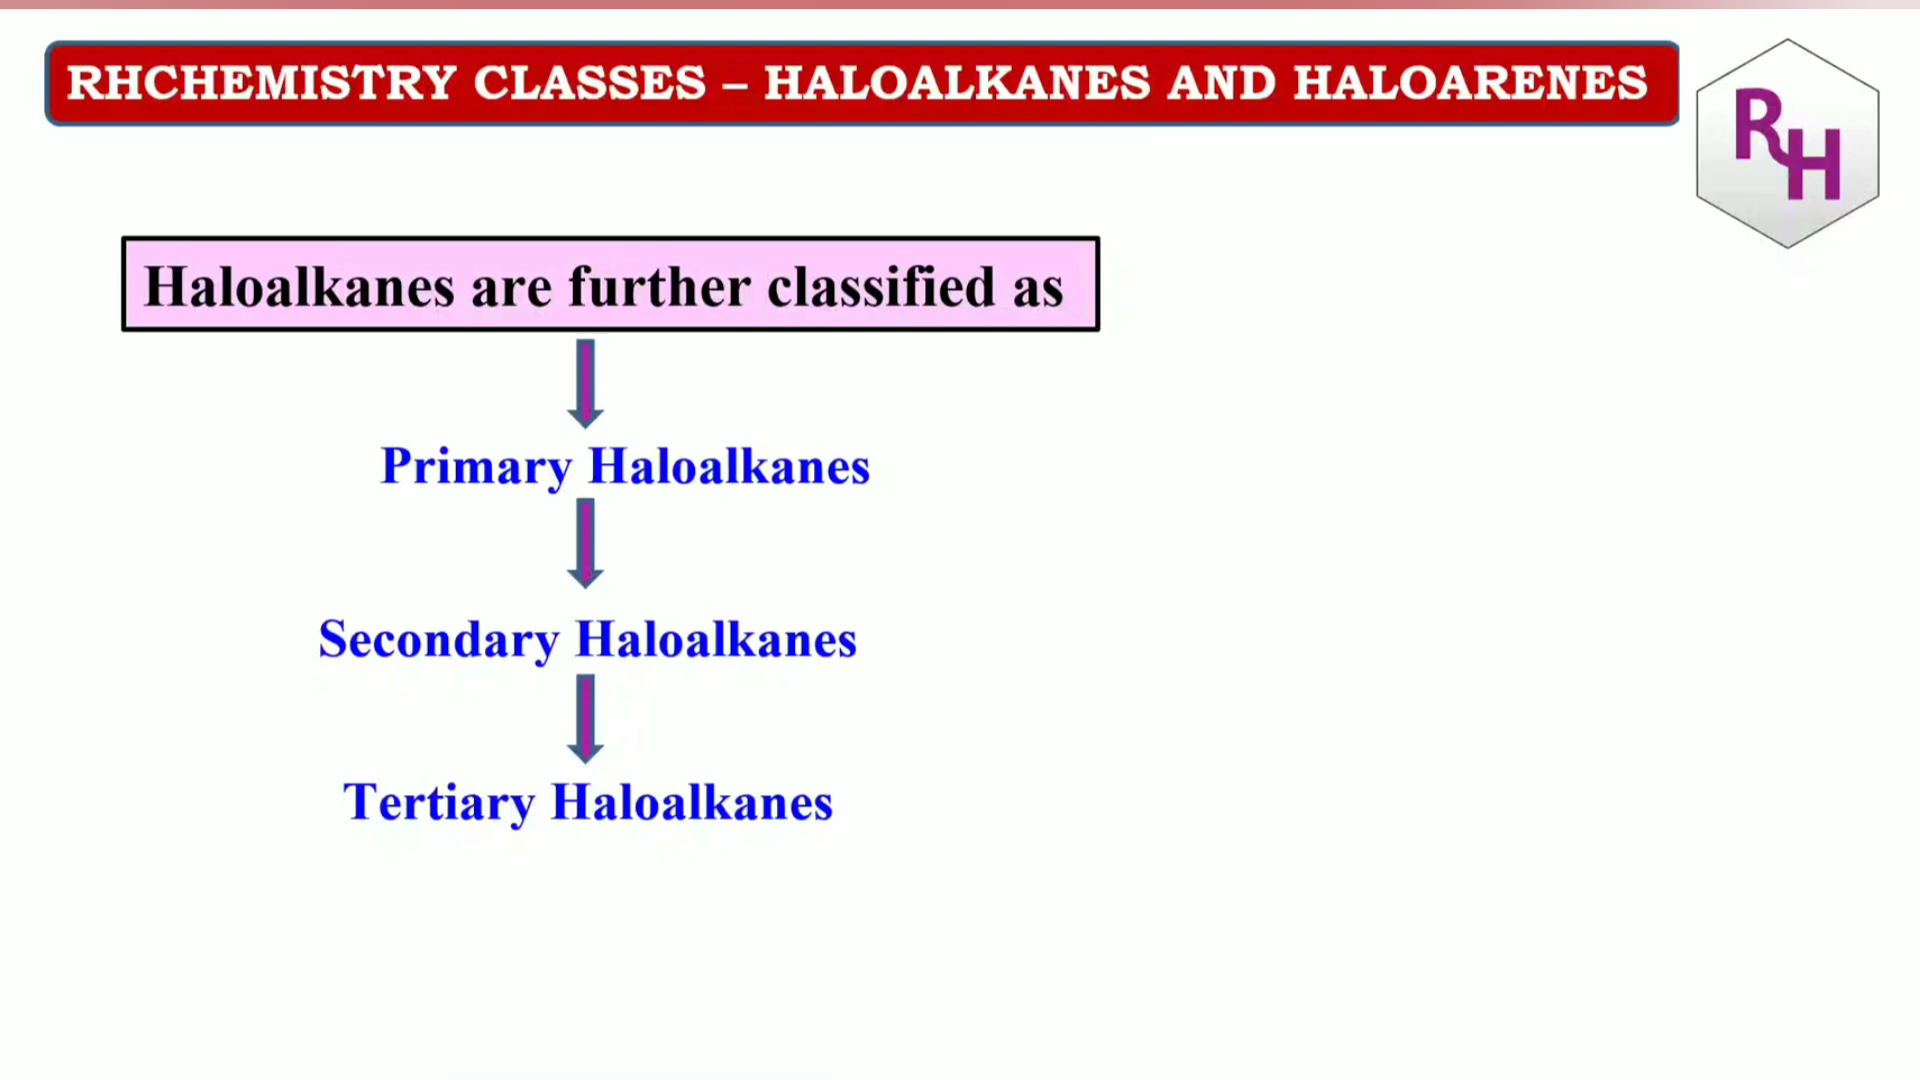 RHCHEMISTRY CLASSES – HALOALKANES AND HALOARENES
RH
Haloalkanes are further classified as
Primary Haloalkanes
Secondary Haloalkanes
Tertiary Haloalkanes